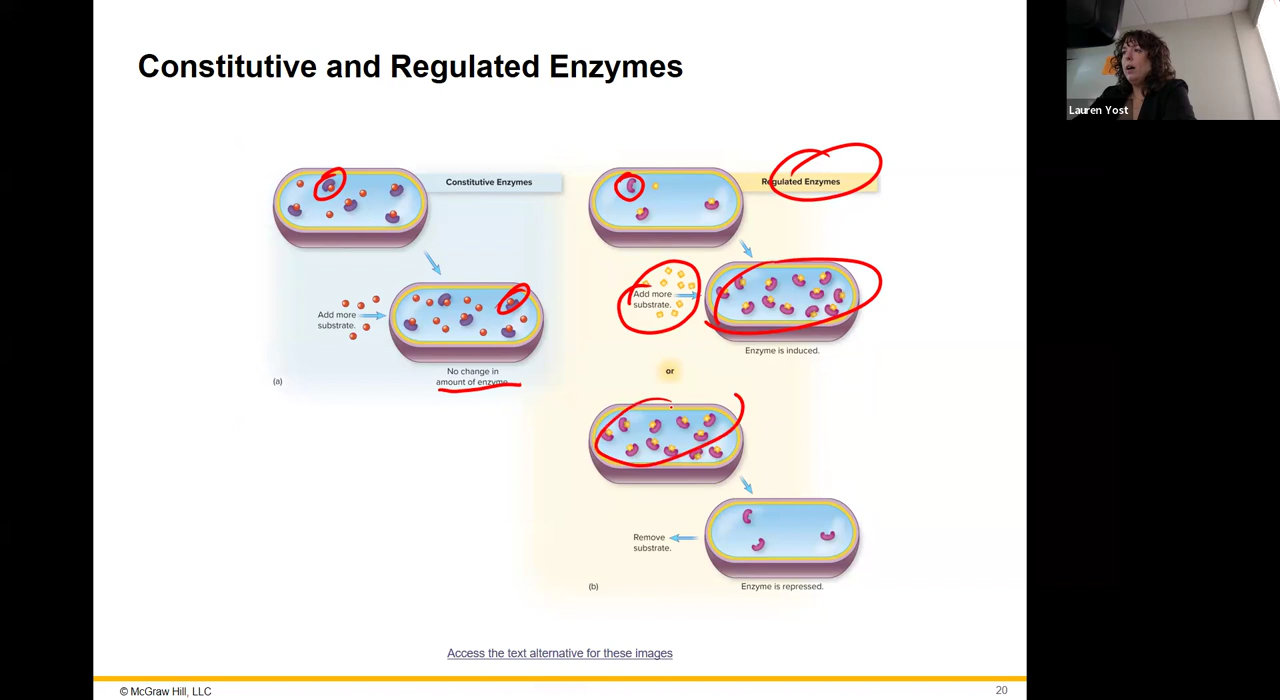 Constitutive and Regulated Enzymes
Lauren Yost
Constitutive Enzymes
Add more
substrate.
No change in
amount of enzyme.
(a)
Regulated Enzymes
Add more
substrate.
Enzyme is induced.
or
Remove
substrate.
(b)
Enzyme is repressed.
Access the text alternative for these images
© McGraw Hill, LLC
20